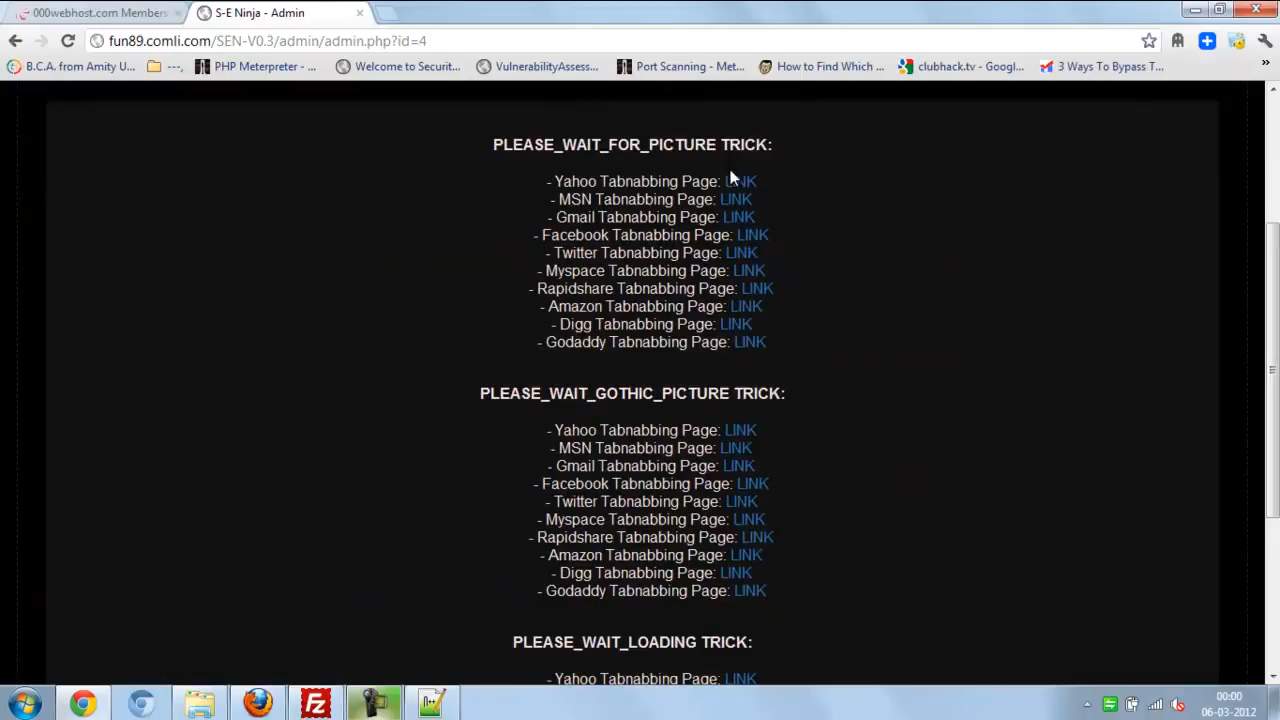 000webhost.com Members
S-E Ninja - Admin
fun89.comli.com/SEN-V0.3/admin/admin.php?id=4
B.C.A. from Amity U... ---, PHP Meterpreter - ... Welcome to Securit... VulnerabilityAssess... Port Scanning - Met... How to Find Which ... clubhack.tv - Googl... 3 Ways To Bypass T... »
PLEASE_WAIT_FOR_PICTURE TRICK:
- Yahoo Tabnabbing Page: LINK
- MSN Tabnabbing Page: LINK
- Gmail Tabnabbing Page: LINK
- Facebook Tabnabbing Page: LINK
- Twitter Tabnabbing Page: LINK
- Myspace Tabnabbing Page: LINK
- Rapidshare Tabnabbing Page: LINK
- Amazon Tabnabbing Page: LINK
- Digg Tabnabbing Page: LINK
- Godaddy Tabnabbing Page: LINK
PLEASE_WAIT_GOTHIC_PICTURE TRICK:
- Yahoo Tabnabbing Page: LINK
- MSN Tabnabbing Page: LINK
- Gmail Tabnabbing Page: LINK
- Facebook Tabnabbing Page: LINK
- Twitter Tabnabbing Page: LINK
- Myspace Tabnabbing Page: LINK
- Rapidshare Tabnabbing Page: LINK
- Amazon Tabnabbing Page: LINK
- Digg Tabnabbing Page: LINK
- Godaddy Tabnabbing Page: LINK
PLEASE_WAIT_LOADING TRICK:
- Yahoo Tabnabbing Page: LINK
00:00
06-03-2012